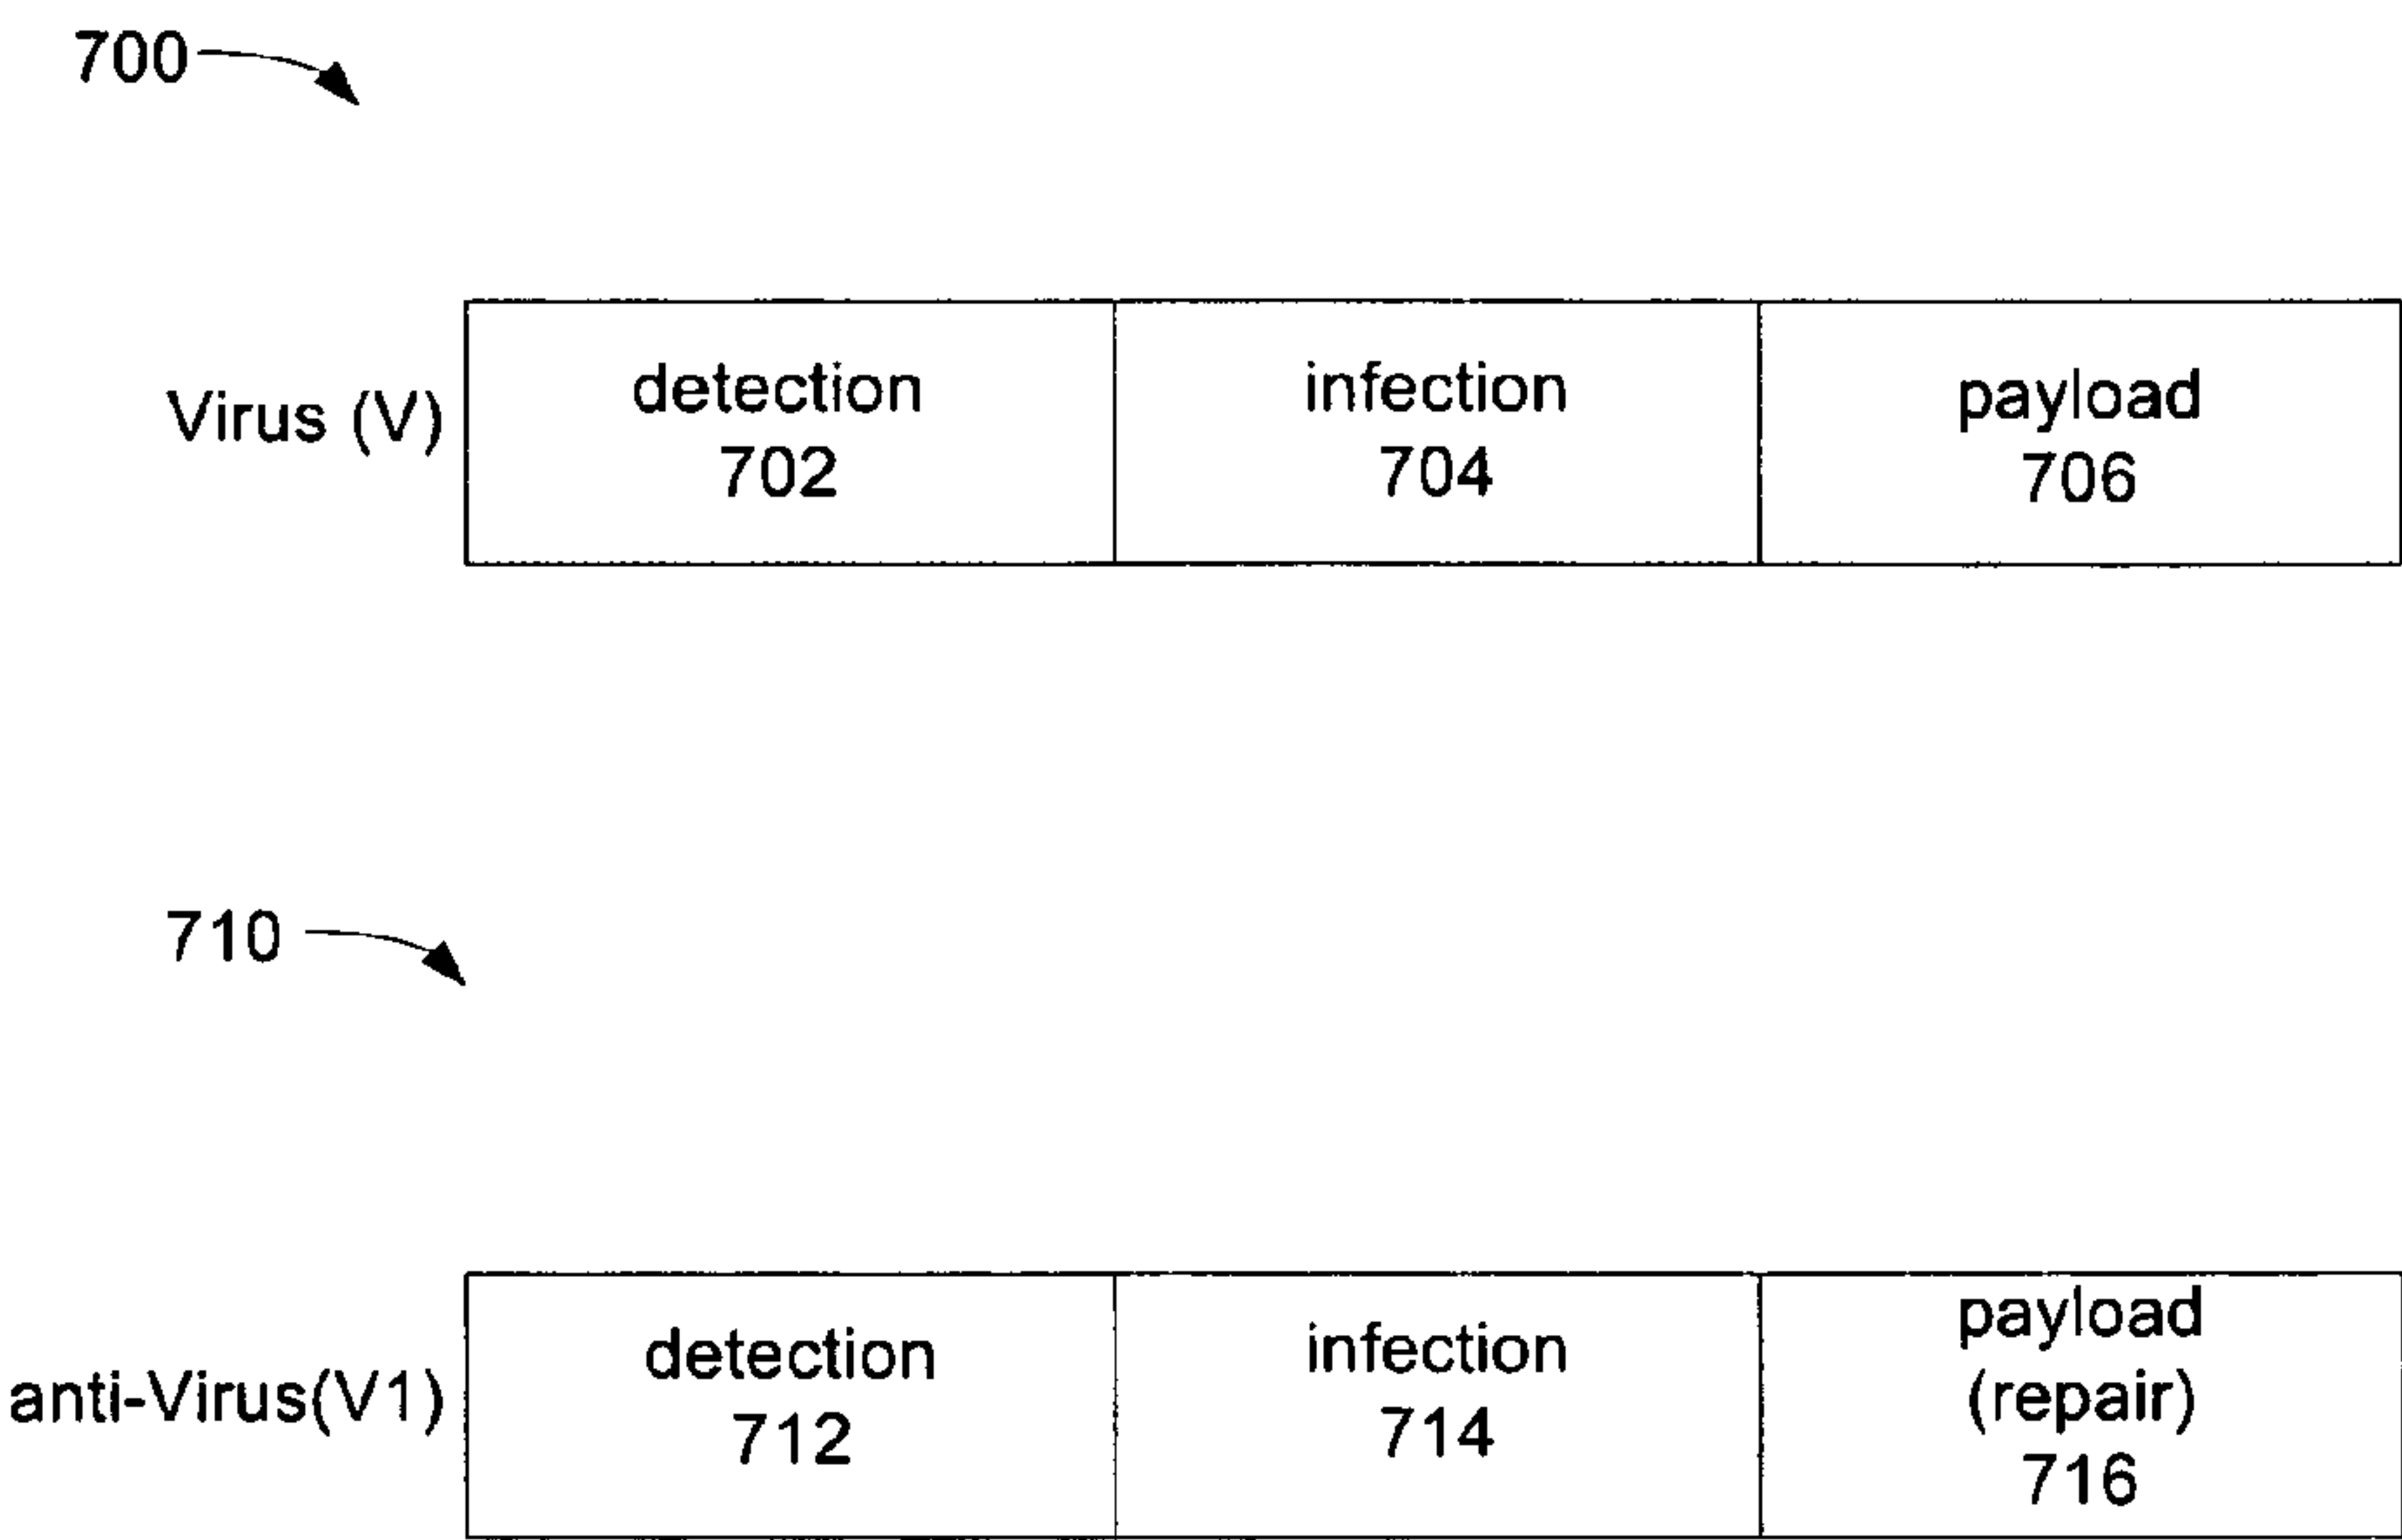 700
Virus (V)
detection
702
infection
704
payload
706
710
anti-Virus(V1)
detection
712
infection
714
payload
(repair)
716